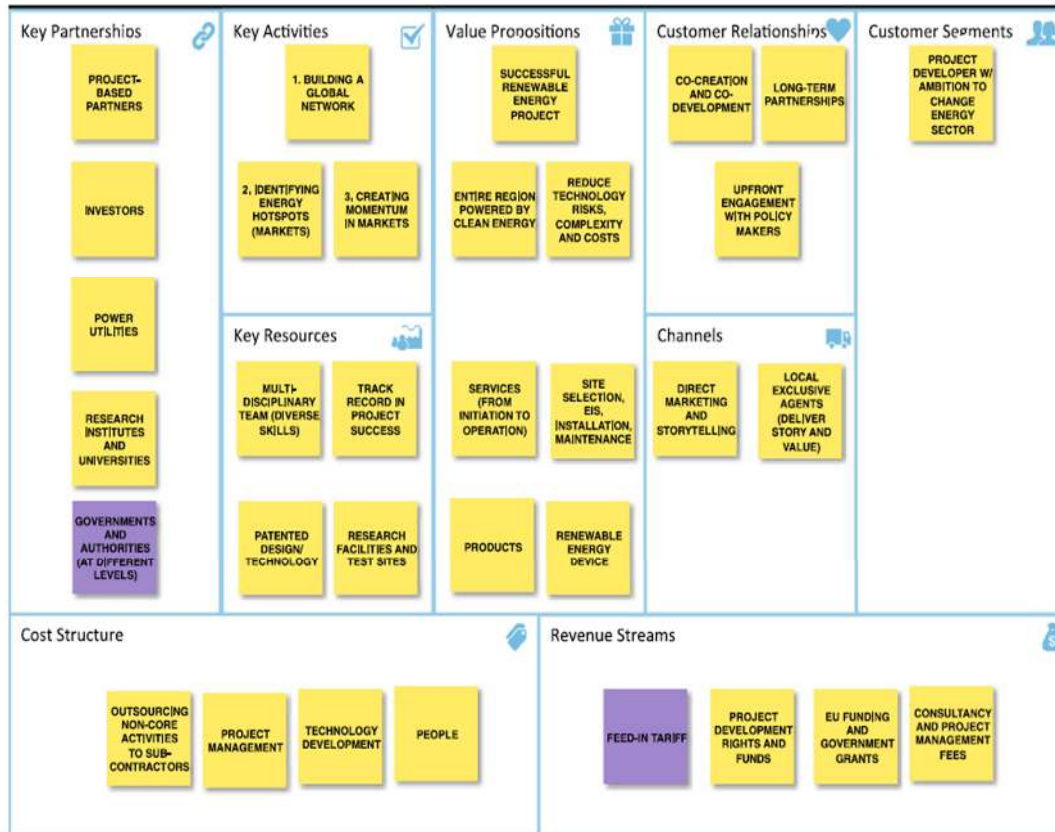 Key Partnerships
PROJECT-
BASED
PARTNERS
INVESTORS
POWER
UTILITIES
RESEARCH
INSTITUTES
AND
UNIVERSITIES
GOVERNMENTS
AND
AUTHORITIES
(AT DIFFERENT
LEVELS)
Key Activities
1. BUILDING A
GLOBAL
NETWORK
2, IDENTIFYING
ENERGY
HOTSPOTS
(MARKETS)
3, CREATING
MOMENTUM
IN MARKETS
Key Resources
MULTI-
DISCIPLINARY
TEAM (DIVERSE
SKILLS)
TRACK
RECORD IN
PROJECT
SUCCESS
PATENTED
DESIGN/
TECHNOLOGY
RESEARCH
FACILITIES AND
TEST SITES
Value Propositions
SUCCESSFUL
RENEWABLE
ENERGY
PROJECT
ENTIRE REGION
POWERED BY
CLEAN ENERGY
REDUCE
TECHNOLOGY
RISKS,
COMPLEXITY
AND COSTS
SERVICES
(FROM
INITIATION TO
OPERATION)
SITE
SELECTION,
EIS,
INSTALLATION,
MAINTENANCE
PRODUCTS
RENEWABLE
ENERGY
DEVICE
Customer Relationships
CO-CREATION
AND CO-
DEVELOPMENT
LONG-TERM
PARTNERSHIPS
UPFRONT
ENGAGEMENT
WITH POLICY
MAKERS
Channels
DIRECT
MARKETING
AND
STORYTELLING
LOCAL
EXCLUSIVE
AGENTS
(DELIVER
STORY AND
VALUE)
Customer Segments
PROJECT
DEVELOPER W/
AMBITION TO
CHANGE
ENERGY
SECTOR
Cost Structure
OUTSOURCING
NON-CORE
ACTIVITIES
TO SUB-
CONTRACTORS
PROJECT
MANAGEMENT
TECHNOLOGY
DEVELOPMENT
PEOPLE
Revenue Streams
$
FEED-IN TARIFF
PROJECT
DEVELOPMENT
RIGHTS AND
FUNDS
EU FUNDING
AND
GOVERNMENT
GRANTS
CONSULTANCY
AND PROJECT
MANAGEMENT
FEES